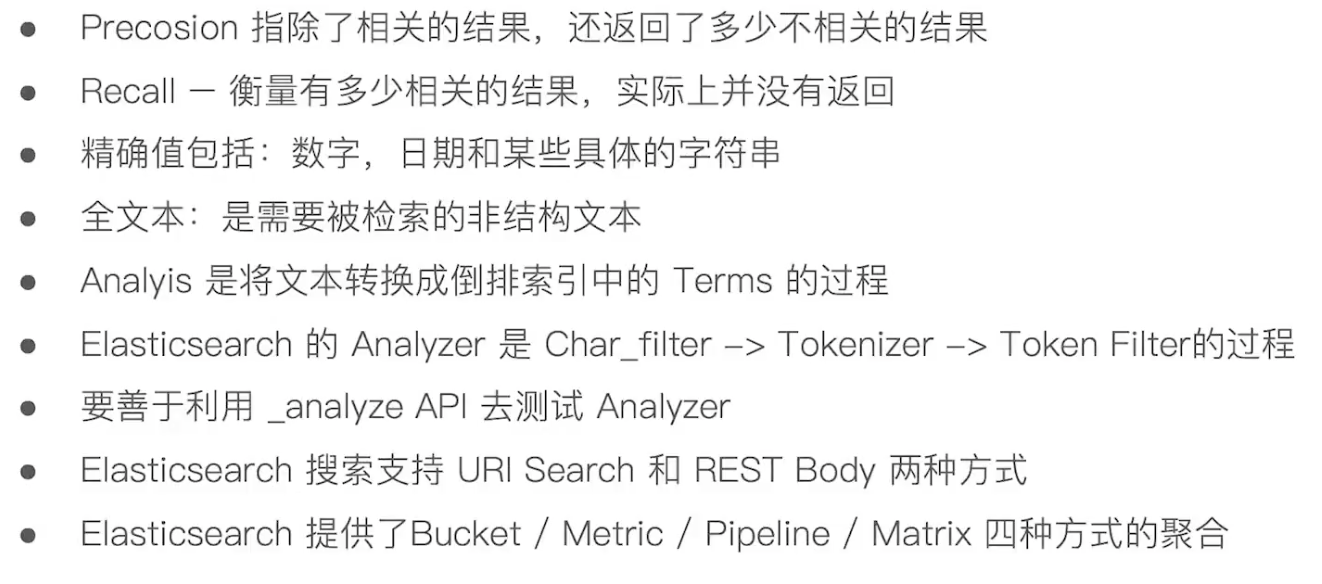 ● Precosion 指除了相关的结果，还返回了多少不相关的结果
● Recall – 衡量有多少相关的结果，实际上并没有返回
● 精确值包括：数字，日期和某些具体的字符串
● 全文本：是需要被检索的非结构文本
● Analyis 是将文本转换成倒排索引中的 Terms 的过程
● Elasticsearch 的 Analyzer 是 Char_filter –> Tokenizer –> Token Filter的过程
● 要善于利用 _analyze API 去测试 Analyzer
● Elasticsearch 搜索支持 URI Search 和 REST Body 两种方式
● Elasticsearch 提供了Bucket / Metric / Pipeline / Matrix 四种方式的聚合